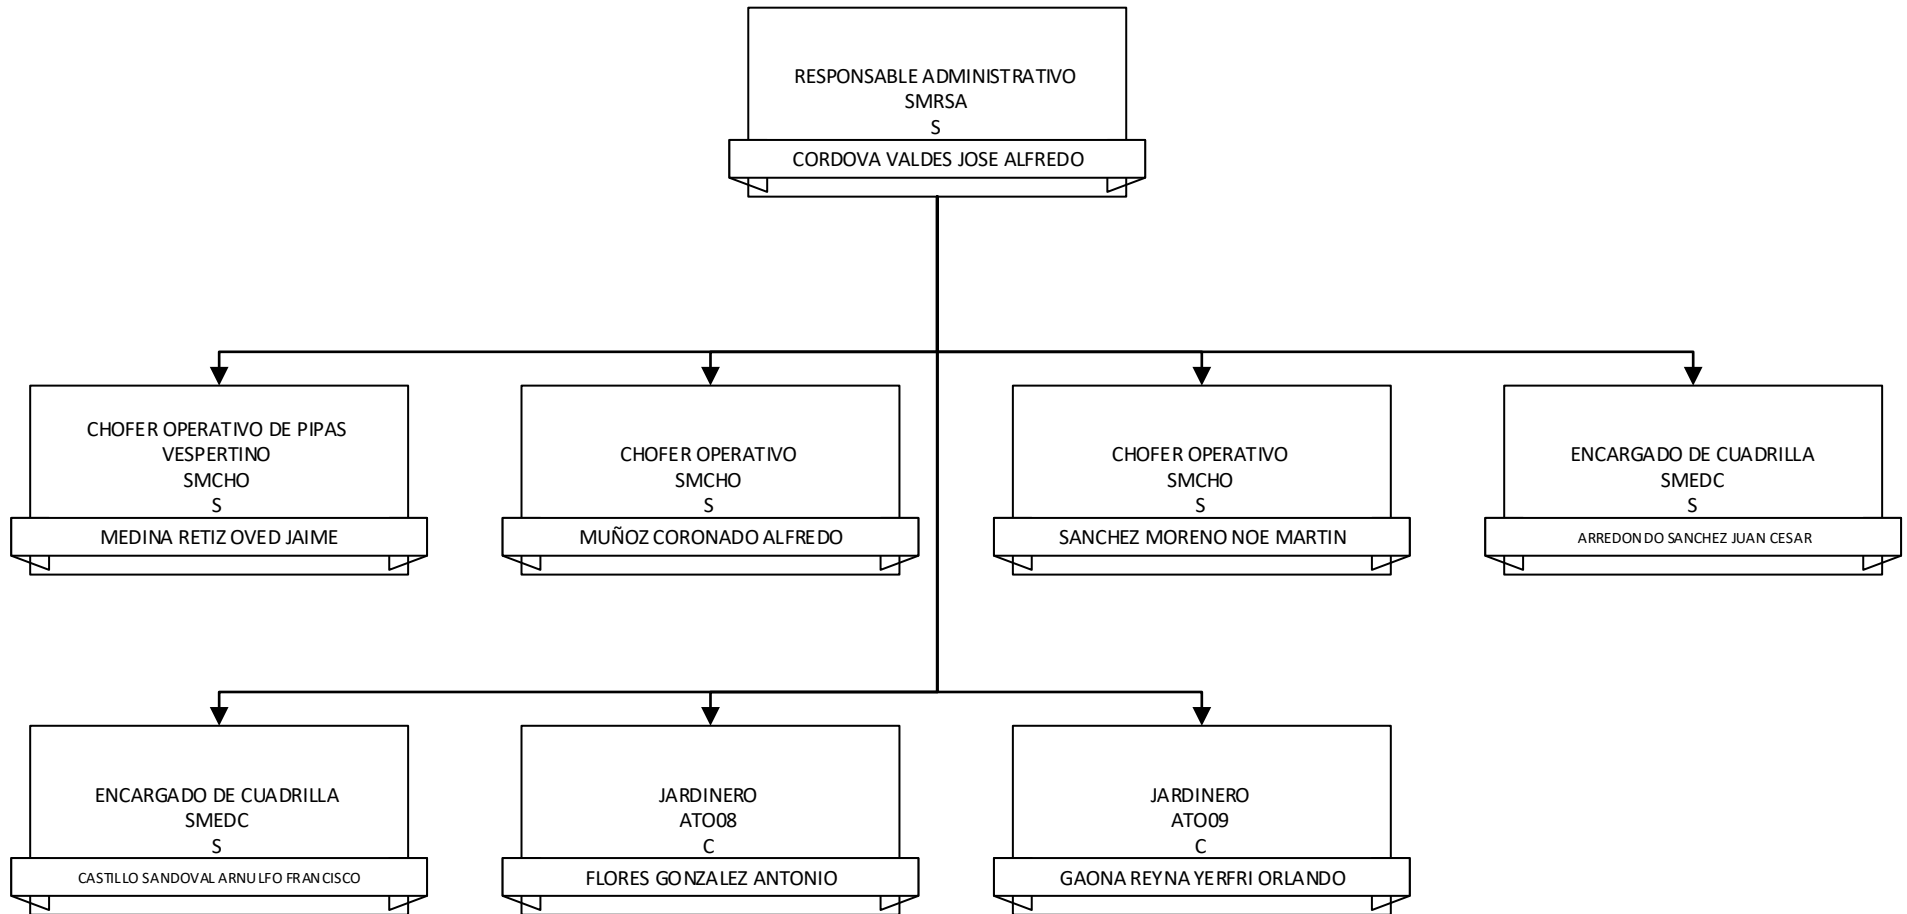 RESPONSABLE ADMINISTRATIVO
SMRSA
S
CORDOVA VALDES JOSE ALFREDO
CHOFER OPERATIVO DE PIPAS
VESPERTINO
SMCHO
S
MEDINA RETIZ OVED JAIME
CHOFER OPERATIVO
SMCHO
S
MUÑOZ CORONADO ALFREDO
CHOFER OPERATIVO
SMCHO
S
SANCHEZ MORENO NOE MARTIN
ENCARGADO DE CUADRILLA
SMEDC
S
ARREDONDO SANCHEZ JUAN CESAR
ENCARGADO DE CUADRILLA
SMEDC
S
CASTILLO SANDOVAL ARNULFO FRANCISCO
JARDINERO
ATO08
C
FLORES GONZALEZ ANTONIO
JARDINERO
ATO09
C
GAONA REYNA YERFRI ORLANDO